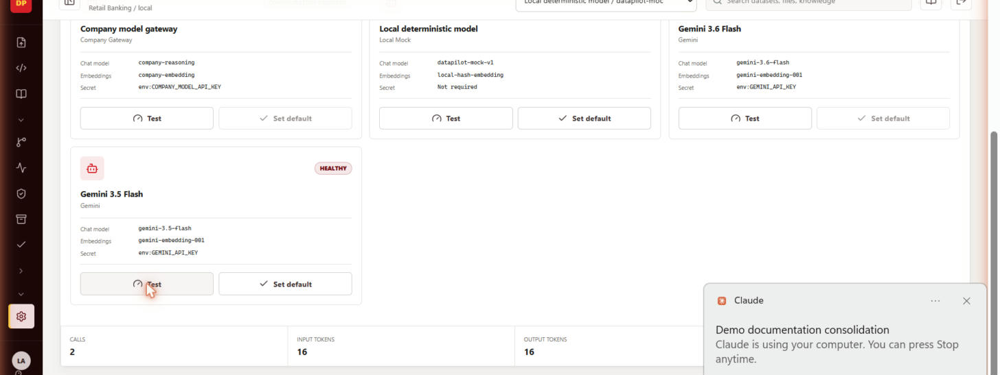 DP
Retail Banking / local
Local deterministic model / datapilot-moc
Search datasets, files, knowledge
Company model gateway
Company Gateway
Chat model company-reasoning
Embeddings company-embedding
Secret env:COMPANY_MODEL_API_KEY
Test
Set default
Local deterministic model
Local Mock
Chat model datapilot-mock-v1
Embeddings local-hash-embedding
Secret Not required
Test
Set default
Gemini 3.6 Flash
Gemini
Chat model gemini-3.6-flash
Embeddings gemini-embedding-001
Secret env:GEMINI_API_KEY
Test
Set default
HEALTHY
Gemini 3.5 Flash
Gemini
Chat model gemini-3.5-flash
Embeddings gemini-embedding-001
Secret env:GEMINI_API_KEY
Test
Set default
CALLS
2
INPUT TOKENS
16
OUTPUT TOKENS
16
LA
Claude
Demo documentation consolidation
Claude is using your computer. You can press Stop
anytime.